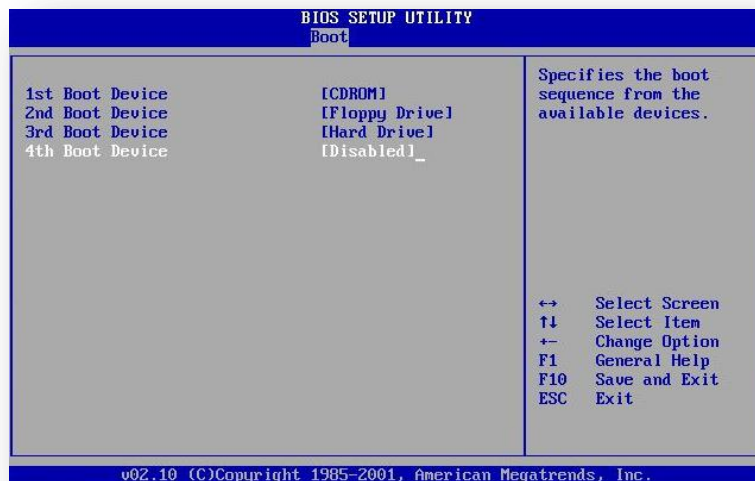 BIOS SETUP UTILITY
Boot
1st Boot Device [CDROM]
2nd Boot Device [Floppy Drive]
3rd Boot Device [Hard Drive]
4th Boot Device [Disabled]_
Specifies the boot
sequence from the
available devices.
↔ Select Screen
↑↓ Select Item
+- Change Option
F1 General Help
F10 Save and Exit
ESC Exit
v02.10 (C)Copyright 1985-2001, American Megatrends, Inc.